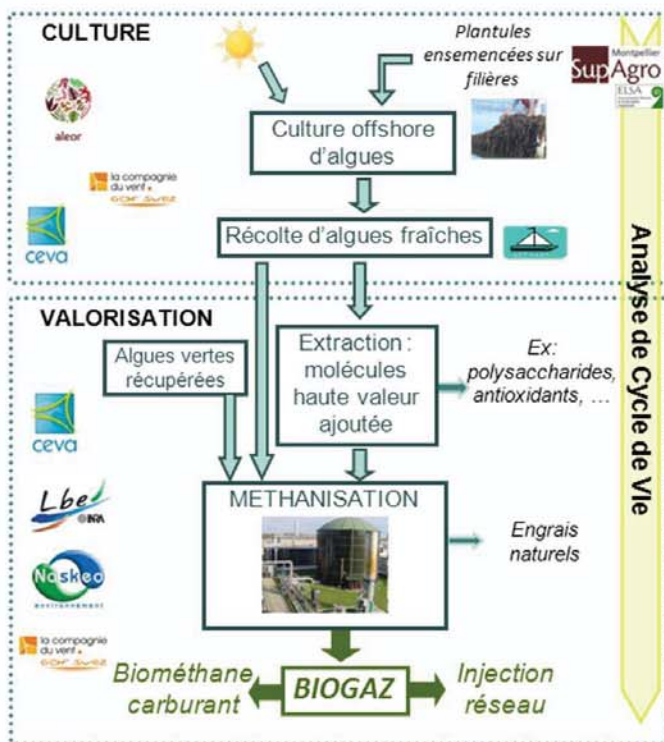 CULTURE
Plantules
ensemencées sur
filières
Montpellier
SupAgro
ELSA
aleor
Culture offshore
d'algues
la compagnie
du vent.
GDF SUEZ
ceva
Récolte d'algues fraîches
Analyse de Cycle de VIe
VALORISATION
Algues vertes
récupérées
Extraction :
molécules
haute valeur
ajoutée
Ex:
polysaccharides,
antioxidants, …
ceva
Lbe
@INRA
METHANISATION
Engrais
naturels
Naskeo
environnement
la compagnie
du vent.
GDF SUEZ
Biométhane
carburant
BIOGAZ
Injection
réseau